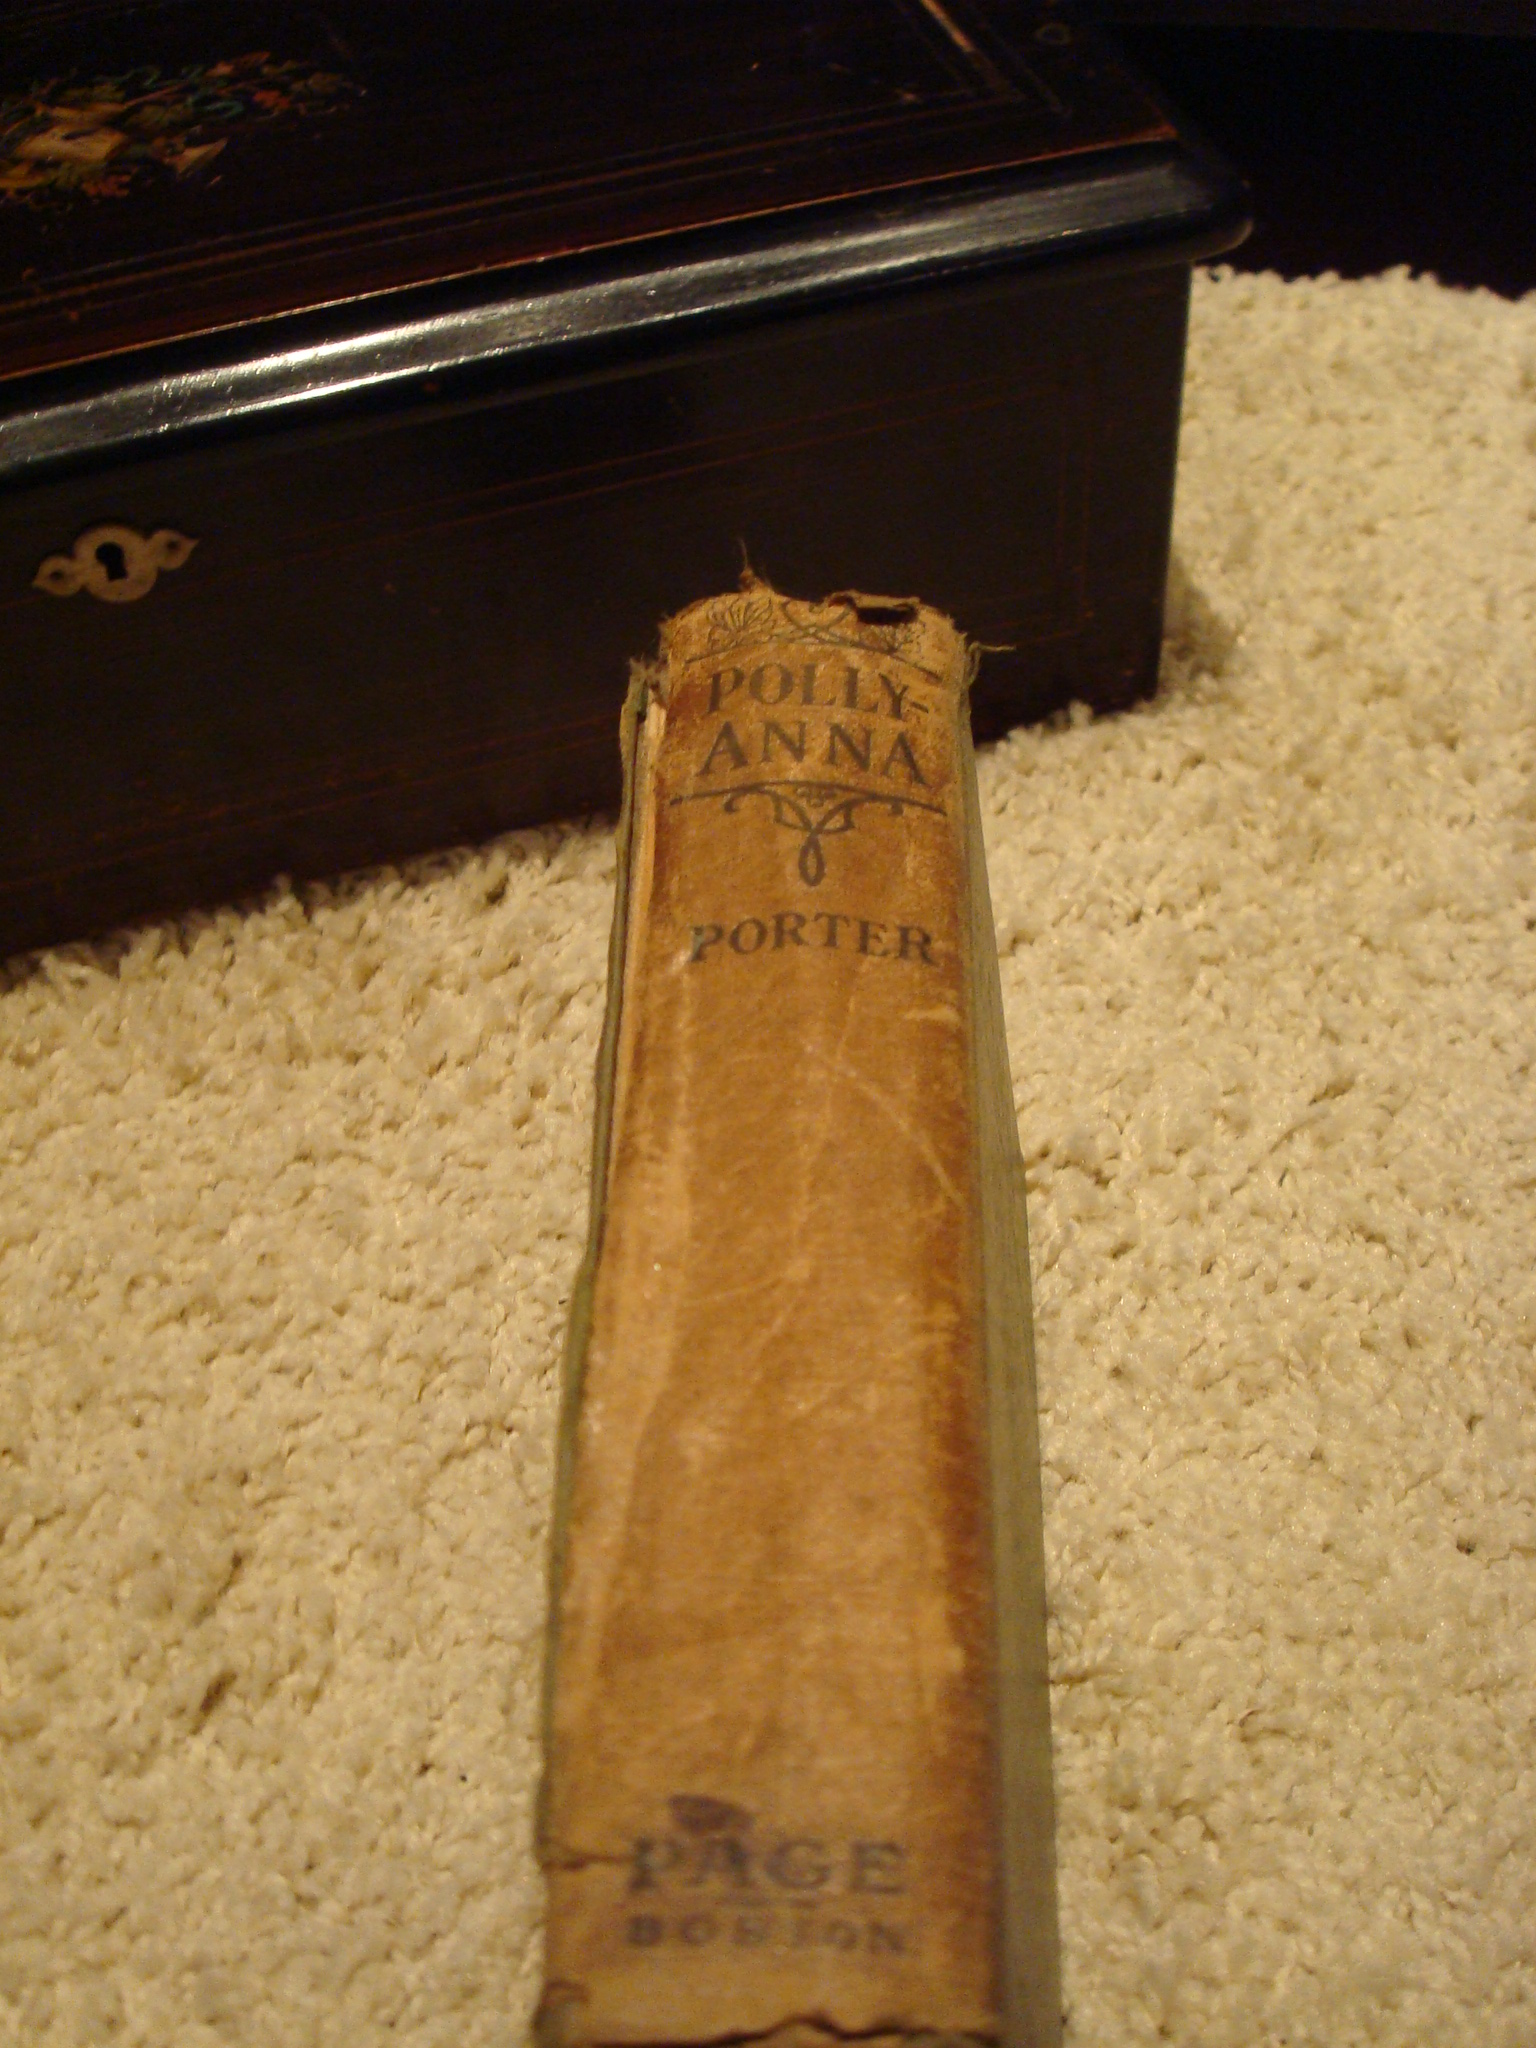 POLLY-
ANNA
PORTER
PAGE
BOSTON